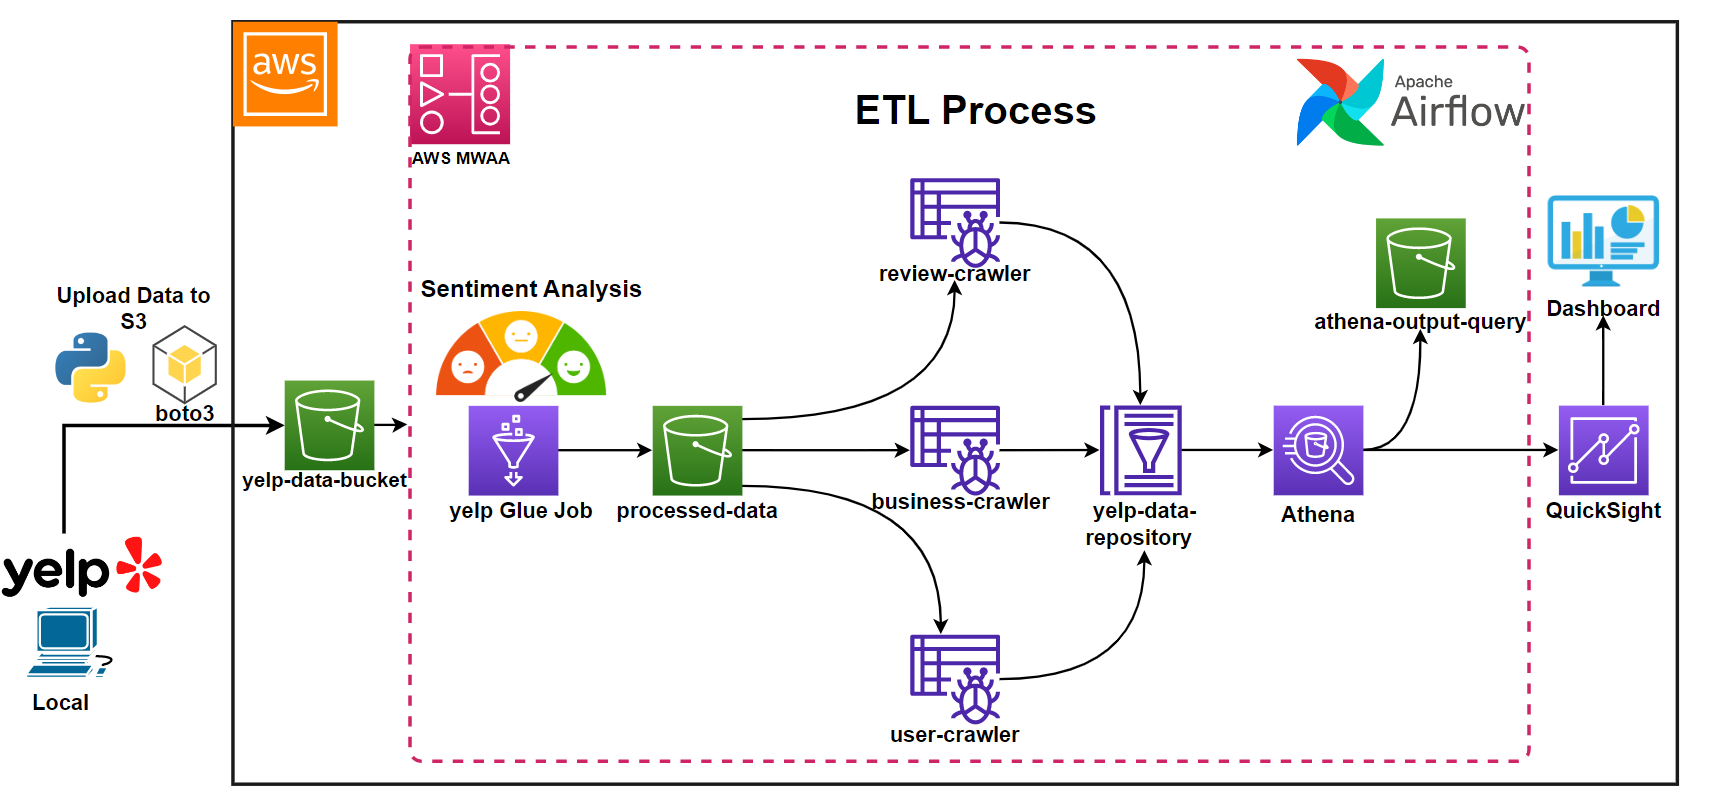 aws
AWS MWAA
ETL Process
Apache
Airflow
review-crawler
Sentiment Analysis
Upload Data to
S3
boto3
athena-output-query
Dashboard
yelp-data-bucket
yelp Glue Job
processed-data
business-crawler
yelp-data-
repository
Athena
QuickSight
yelp
Local
user-crawler